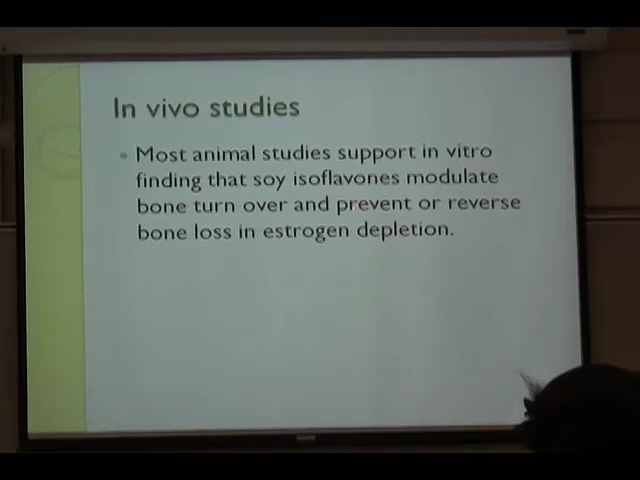 In vivo studies
Most animal studies support in vitro
finding that soy isoflavones modulate
bone turn over and prevent or reverse
bone loss in estrogen depletion.